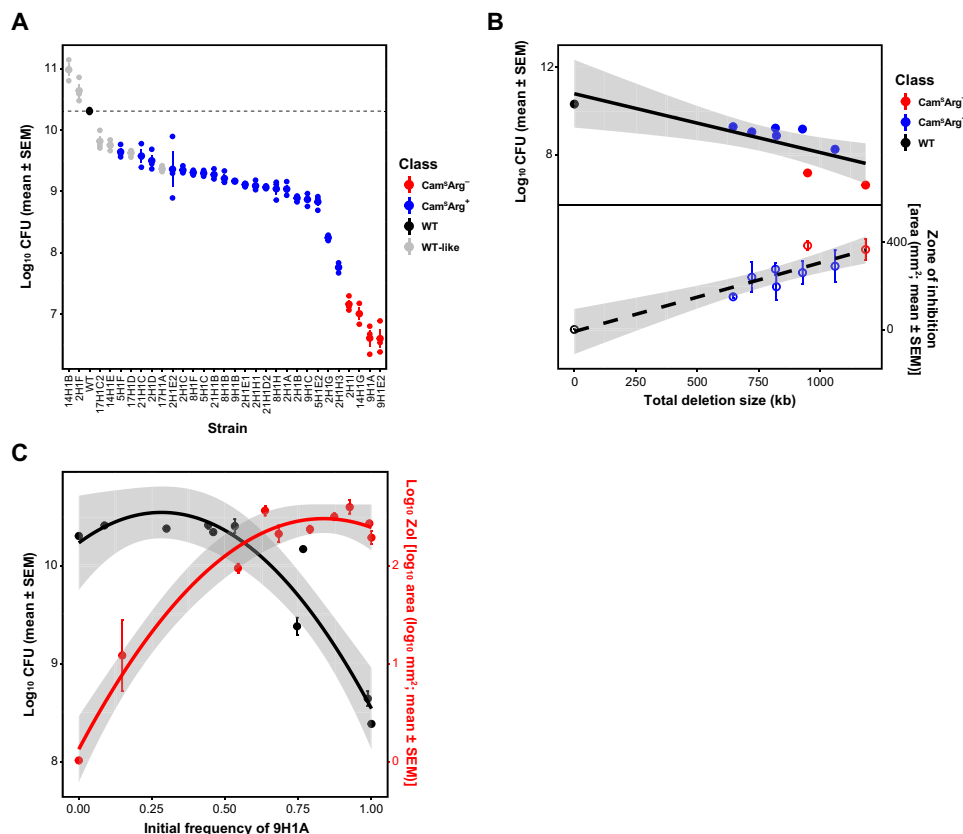 A
Log₁₀ CFU (mean ± SEM)
11
10
9
8
7
14H1B
2H1F
WT
17H1C2
14H1E
5H1F
17H1D
21H1C
2H1D
17H1A
2H1E2
2H1C
8H1F
5H1C
21H1B
8H1B
9H1B
2H1E1
21H1D2
8H1H
2H1A
2H1B
9H1C
5H1E2
2H1G
2H1H3
2H1I
14H1G
9H1A
9H1E2
Strain
Class
CamˢArg⁻
CamˢArg⁺
WT
WT-like
B
Log₁₀ CFU (mean ± SEM)
12
8
400
0
Zone of inhibition
[area (mm²; mean ± SEM)]
0
250
500
750
1000
Total deletion size (kb)
Class
CamˢArg
CamˢArg
WT
C
Log₁₀ CFU (mean ± SEM)
10
9
8
2
1
0
Log₁₀ ZoI [log₁₀ area (log₁₀ mm²; mean ± SEM)]
0.00
0.25
0.50
0.75
1.00
Initial frequency of 9H1A